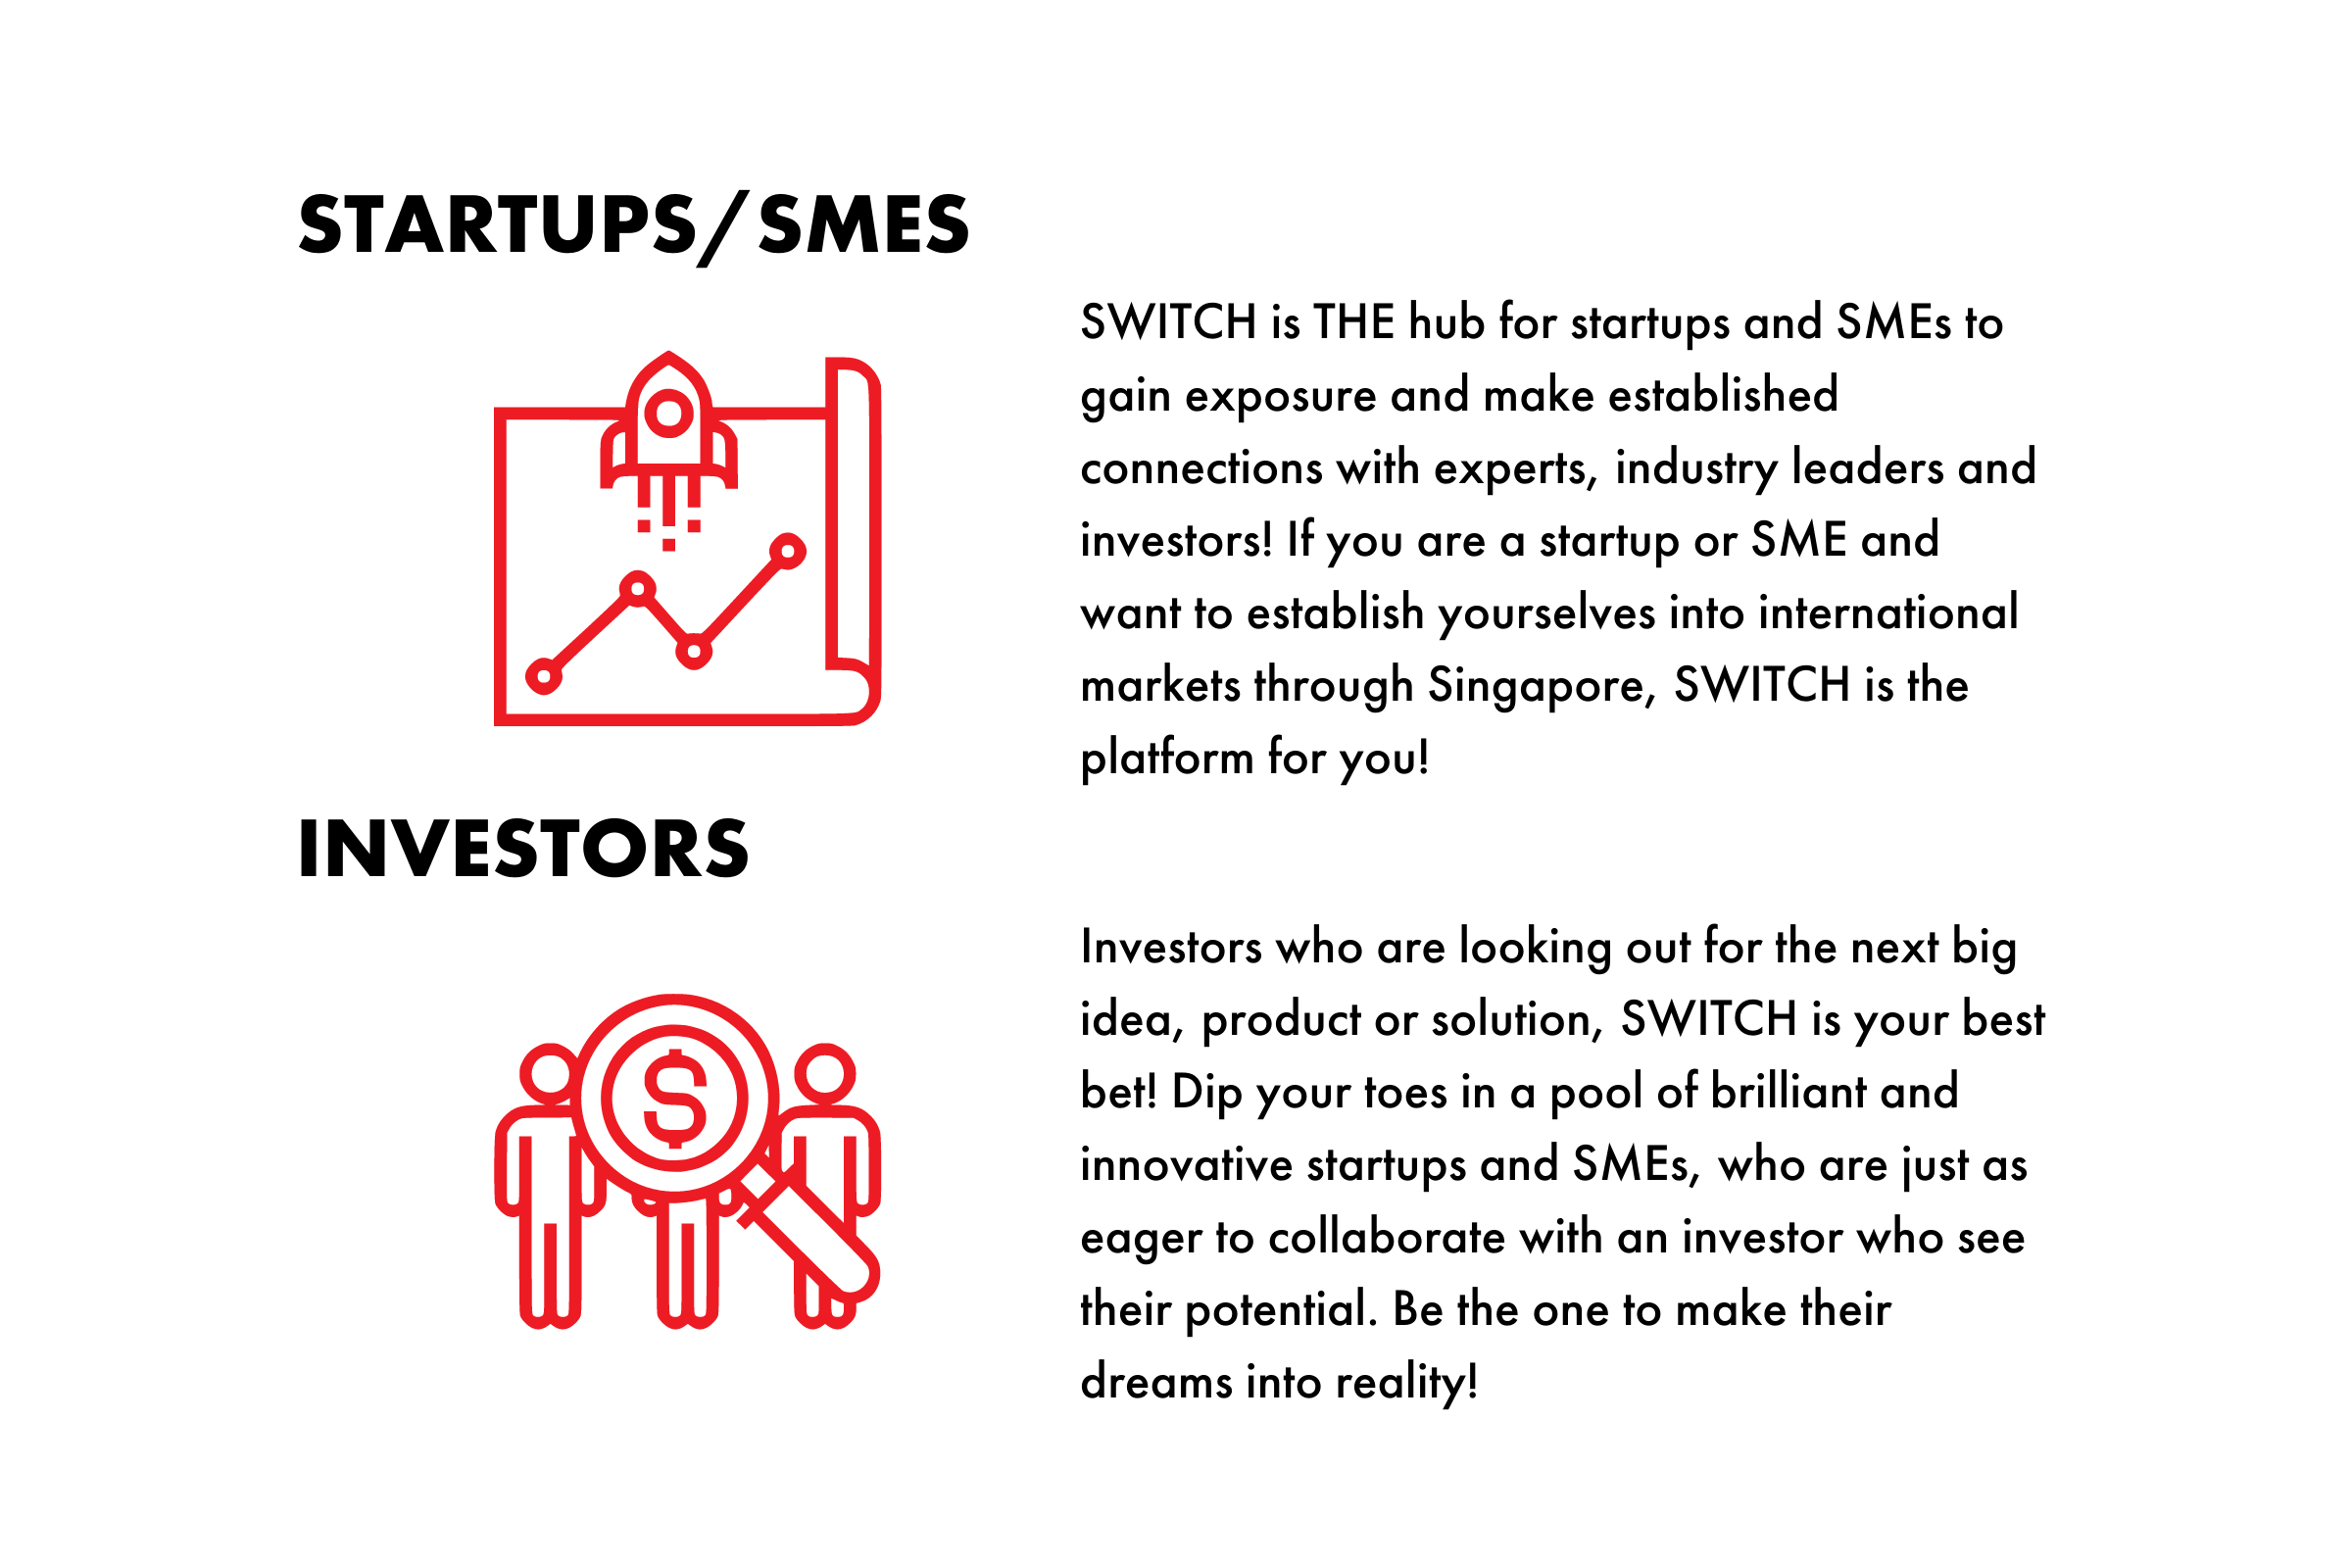 STARTUPS/SMES
SWITCH is THE hub for startups and SMEs to
gain exposure and make established
connections with experts, industry leaders and
investors! If you are a startup or SME and
want to establish yourselves into international
markets through Singapore, SWITCH is the
platform for you!
INVESTORS
$
Investors who are looking out for the next big
idea, product or solution, SWITCH is your best
bet! Dip your toes in a pool of brilliant and
innovative startups and SMEs, who are just as
eager to collaborate with an investor who see
their potential. Be the one to make their
dreams into reality!